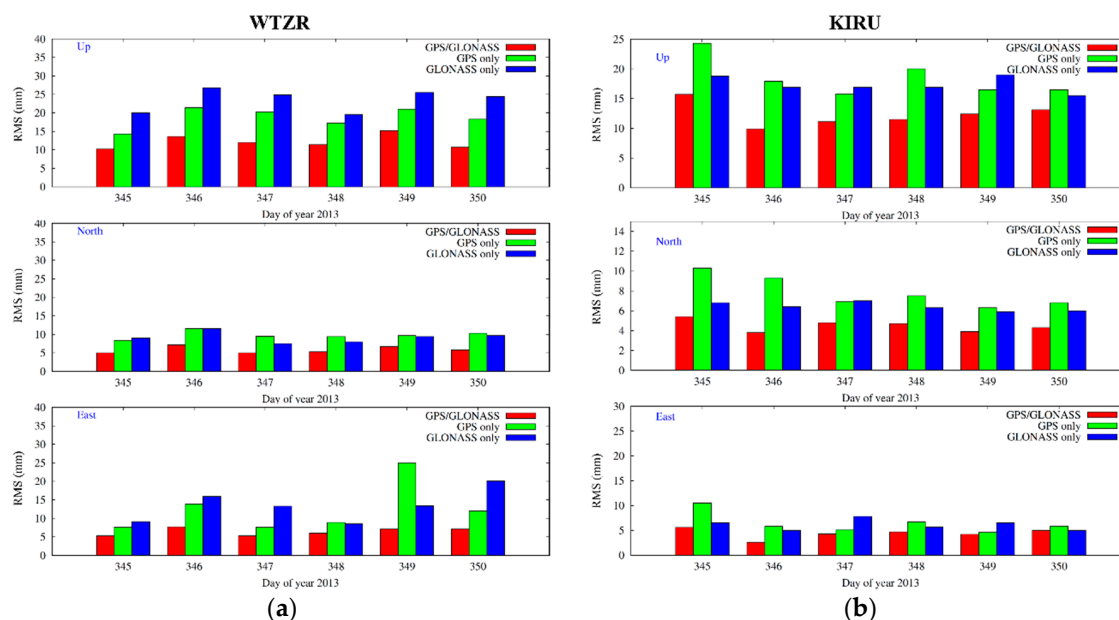 WTZR
Up
GPS/GLONASS
GPS only
GLONASS only
RMS (mm)
40
35
30
25
20
15
10
5
0
345 346 347 348 349 350
Day of year 2013
North
GPS/GLONASS
GPS only
GLONASS only
RMS (mm)
40
35
30
25
20
15
10
5
0
345 346 347 348 349 350
Day of year 2013
East
GPS/GLONASS
GPS only
GLONASS only
RMS (mm)
40
35
30
25
20
15
10
5
0
345 346 347 348 349 350
Day of year 2013
(a)
KIRU
Up
GPS/GLONASS
GPS only
GLONASS only
RMS (mm)
25
20
15
10
5
0
345 346 347 348 349 350
Day of year 2013
North
GPS/GLONASS
GPS only
GLONASS only
RMS (mm)
14
12
10
8
6
4
2
0
345 346 347 348 349 350
Day of year 2013
East
GPS/GLONASS
GPS only
GLONASS only
RMS (mm)
30
25
20
15
10
5
0
345 346 347 348 349 350
Day of year 2013
(b)